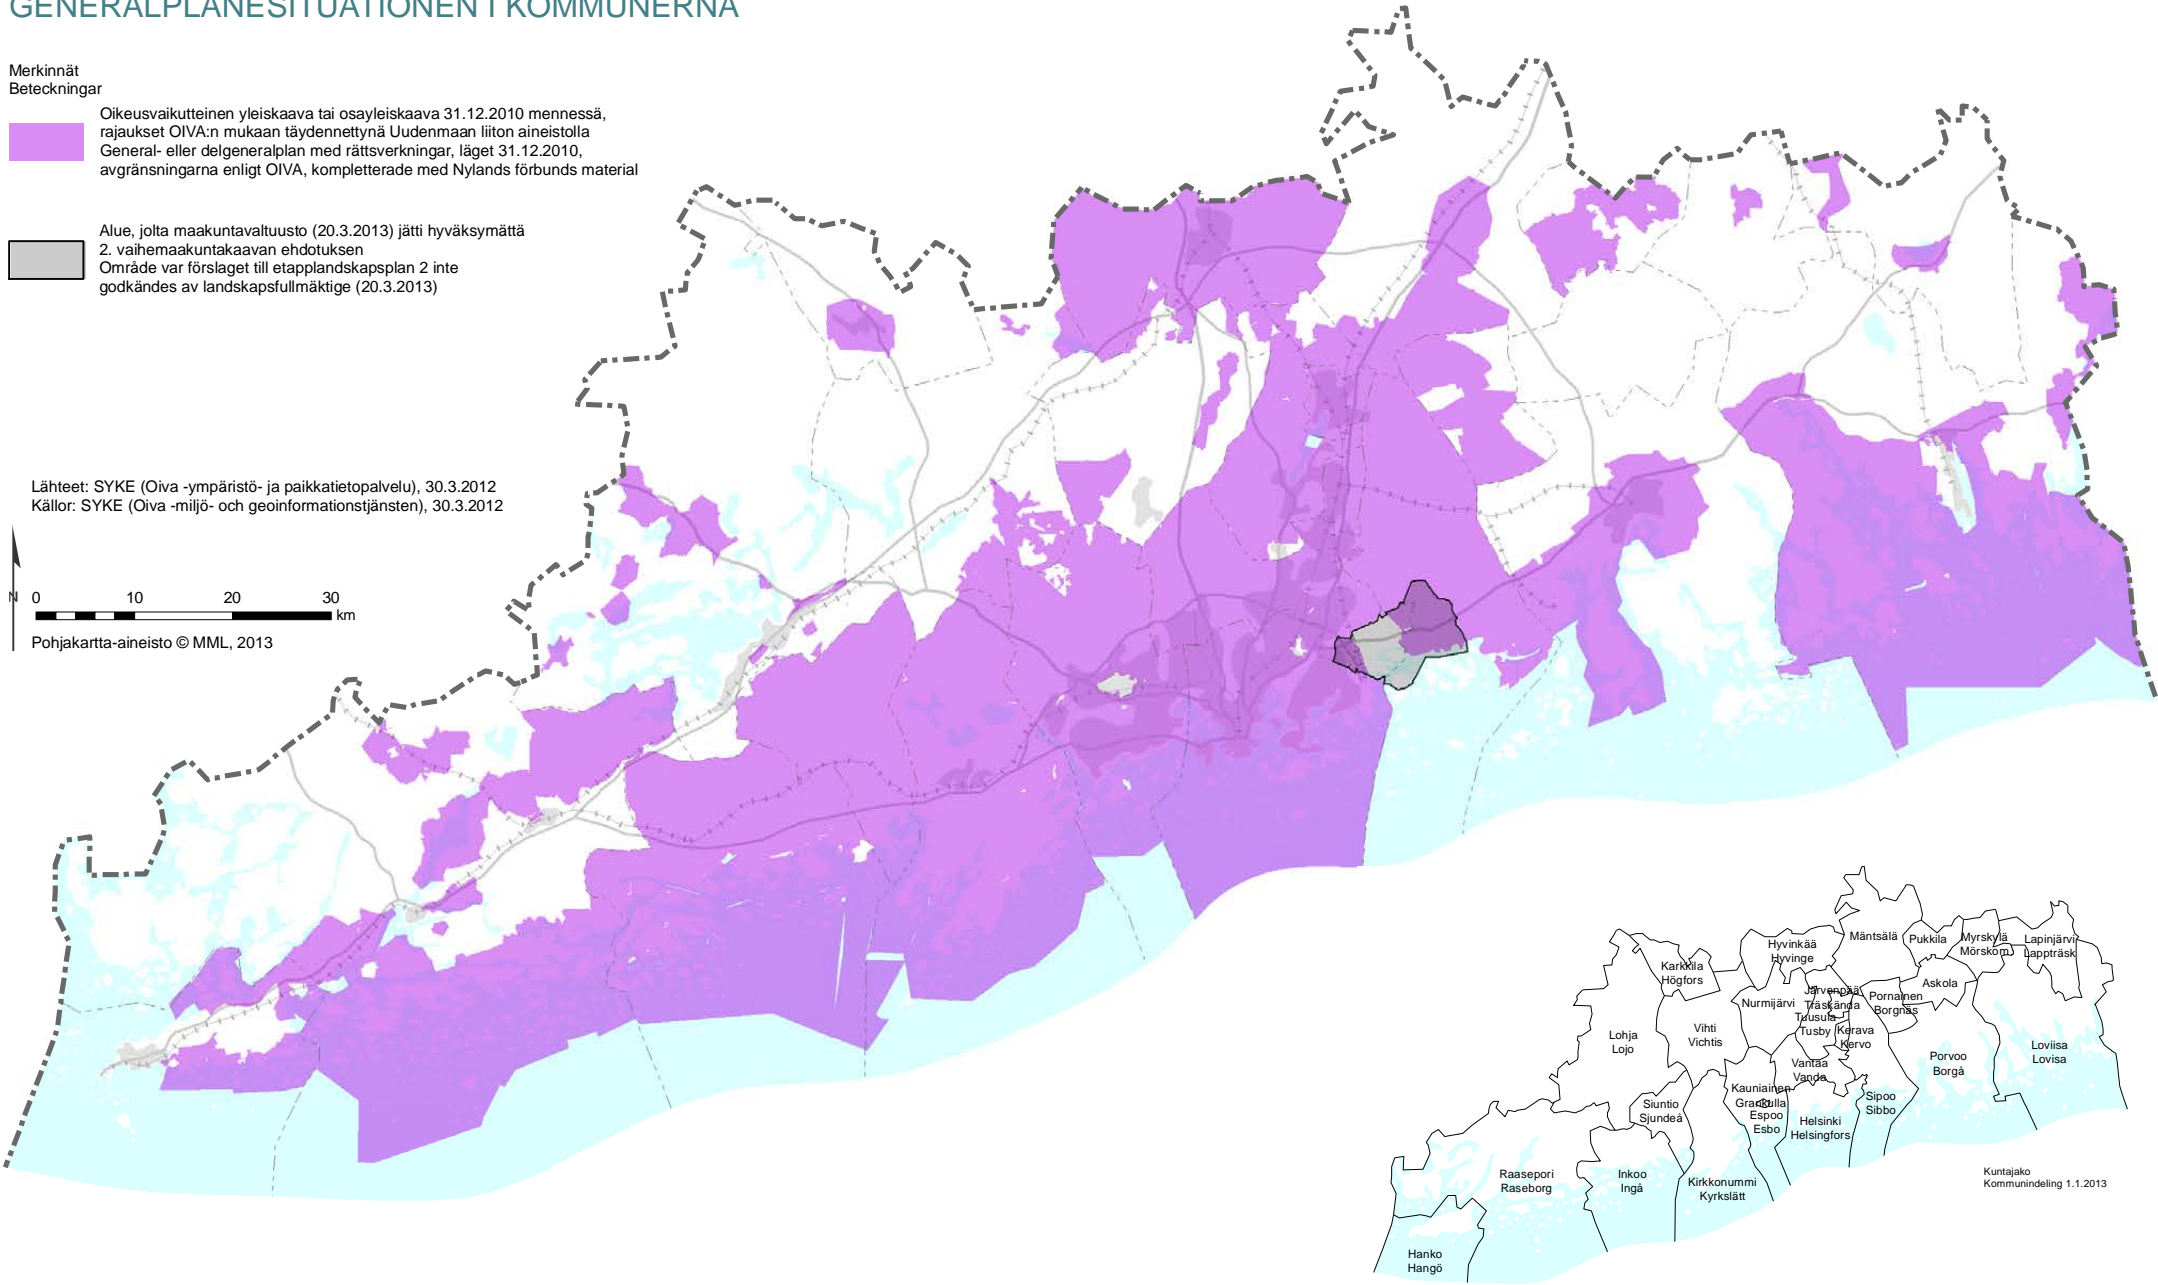 GENERALPLANESITUATIONEN I KOMMUNERNA
Merkinnät
Beteckningar
Oikeusvaikutteinen yleiskaava tai osayleiskaava 31.12.2010 mennessä,
rajaukset OIVA:n mukaan täydennettynä Uudenmaan liiton aineistolla
General- eller delgeneralplan med rättsverkningar, läget 31.12.2010,
avgränsningarna enligt OIVA, kompletterade med Nylands förbunds material
Alue, jolta maakuntavaltuusto (20.3.2013) jätti hyväksymättä
2. vaihemaakuntakaavan ehdotuksen
Område var förslaget till etapplandskapsplan 2 inte
godkändes av landskapsfullmäktige (20.3.2013)
Lähteet: SYKE (Oiva -ympäristö- ja paikkatietopalvelu), 30.3.2012
Källor: SYKE (Oiva -miljö- och geoinformationstjänsten), 30.3.2012
N
0 10 20 30
km
Pohjakartta-aineisto © MML, 2013
Mäntsälä
Hyvinkää
Hyvinge
Pukkila
Myrskylä
Mörskom
Lapinjärvi
Lappträsk
Karkkila
Högfors
Askola
Järvenpää
Träskända
Pornainen
Borgnäs
Nurmijärvi
Tuusula
Tusby
Kerava
Kervo
Lohja
Lojo
Vihti
Vichtis
Loviisa
Lovisa
Porvoo
Borgå
Vantaa
Vanda
Kauniainen
Grankulla
Espoo
Esbo
Siuntio
Sjundeå
Sipoo
Sibbo
Helsinki
Helsingfors
Raasepori
Raseborg
Inkoo
Ingå
Kirkkonummi
Kyrkslätt
Kuntajako
Kommunindeling 1.1.2013
Hanko
Hangö